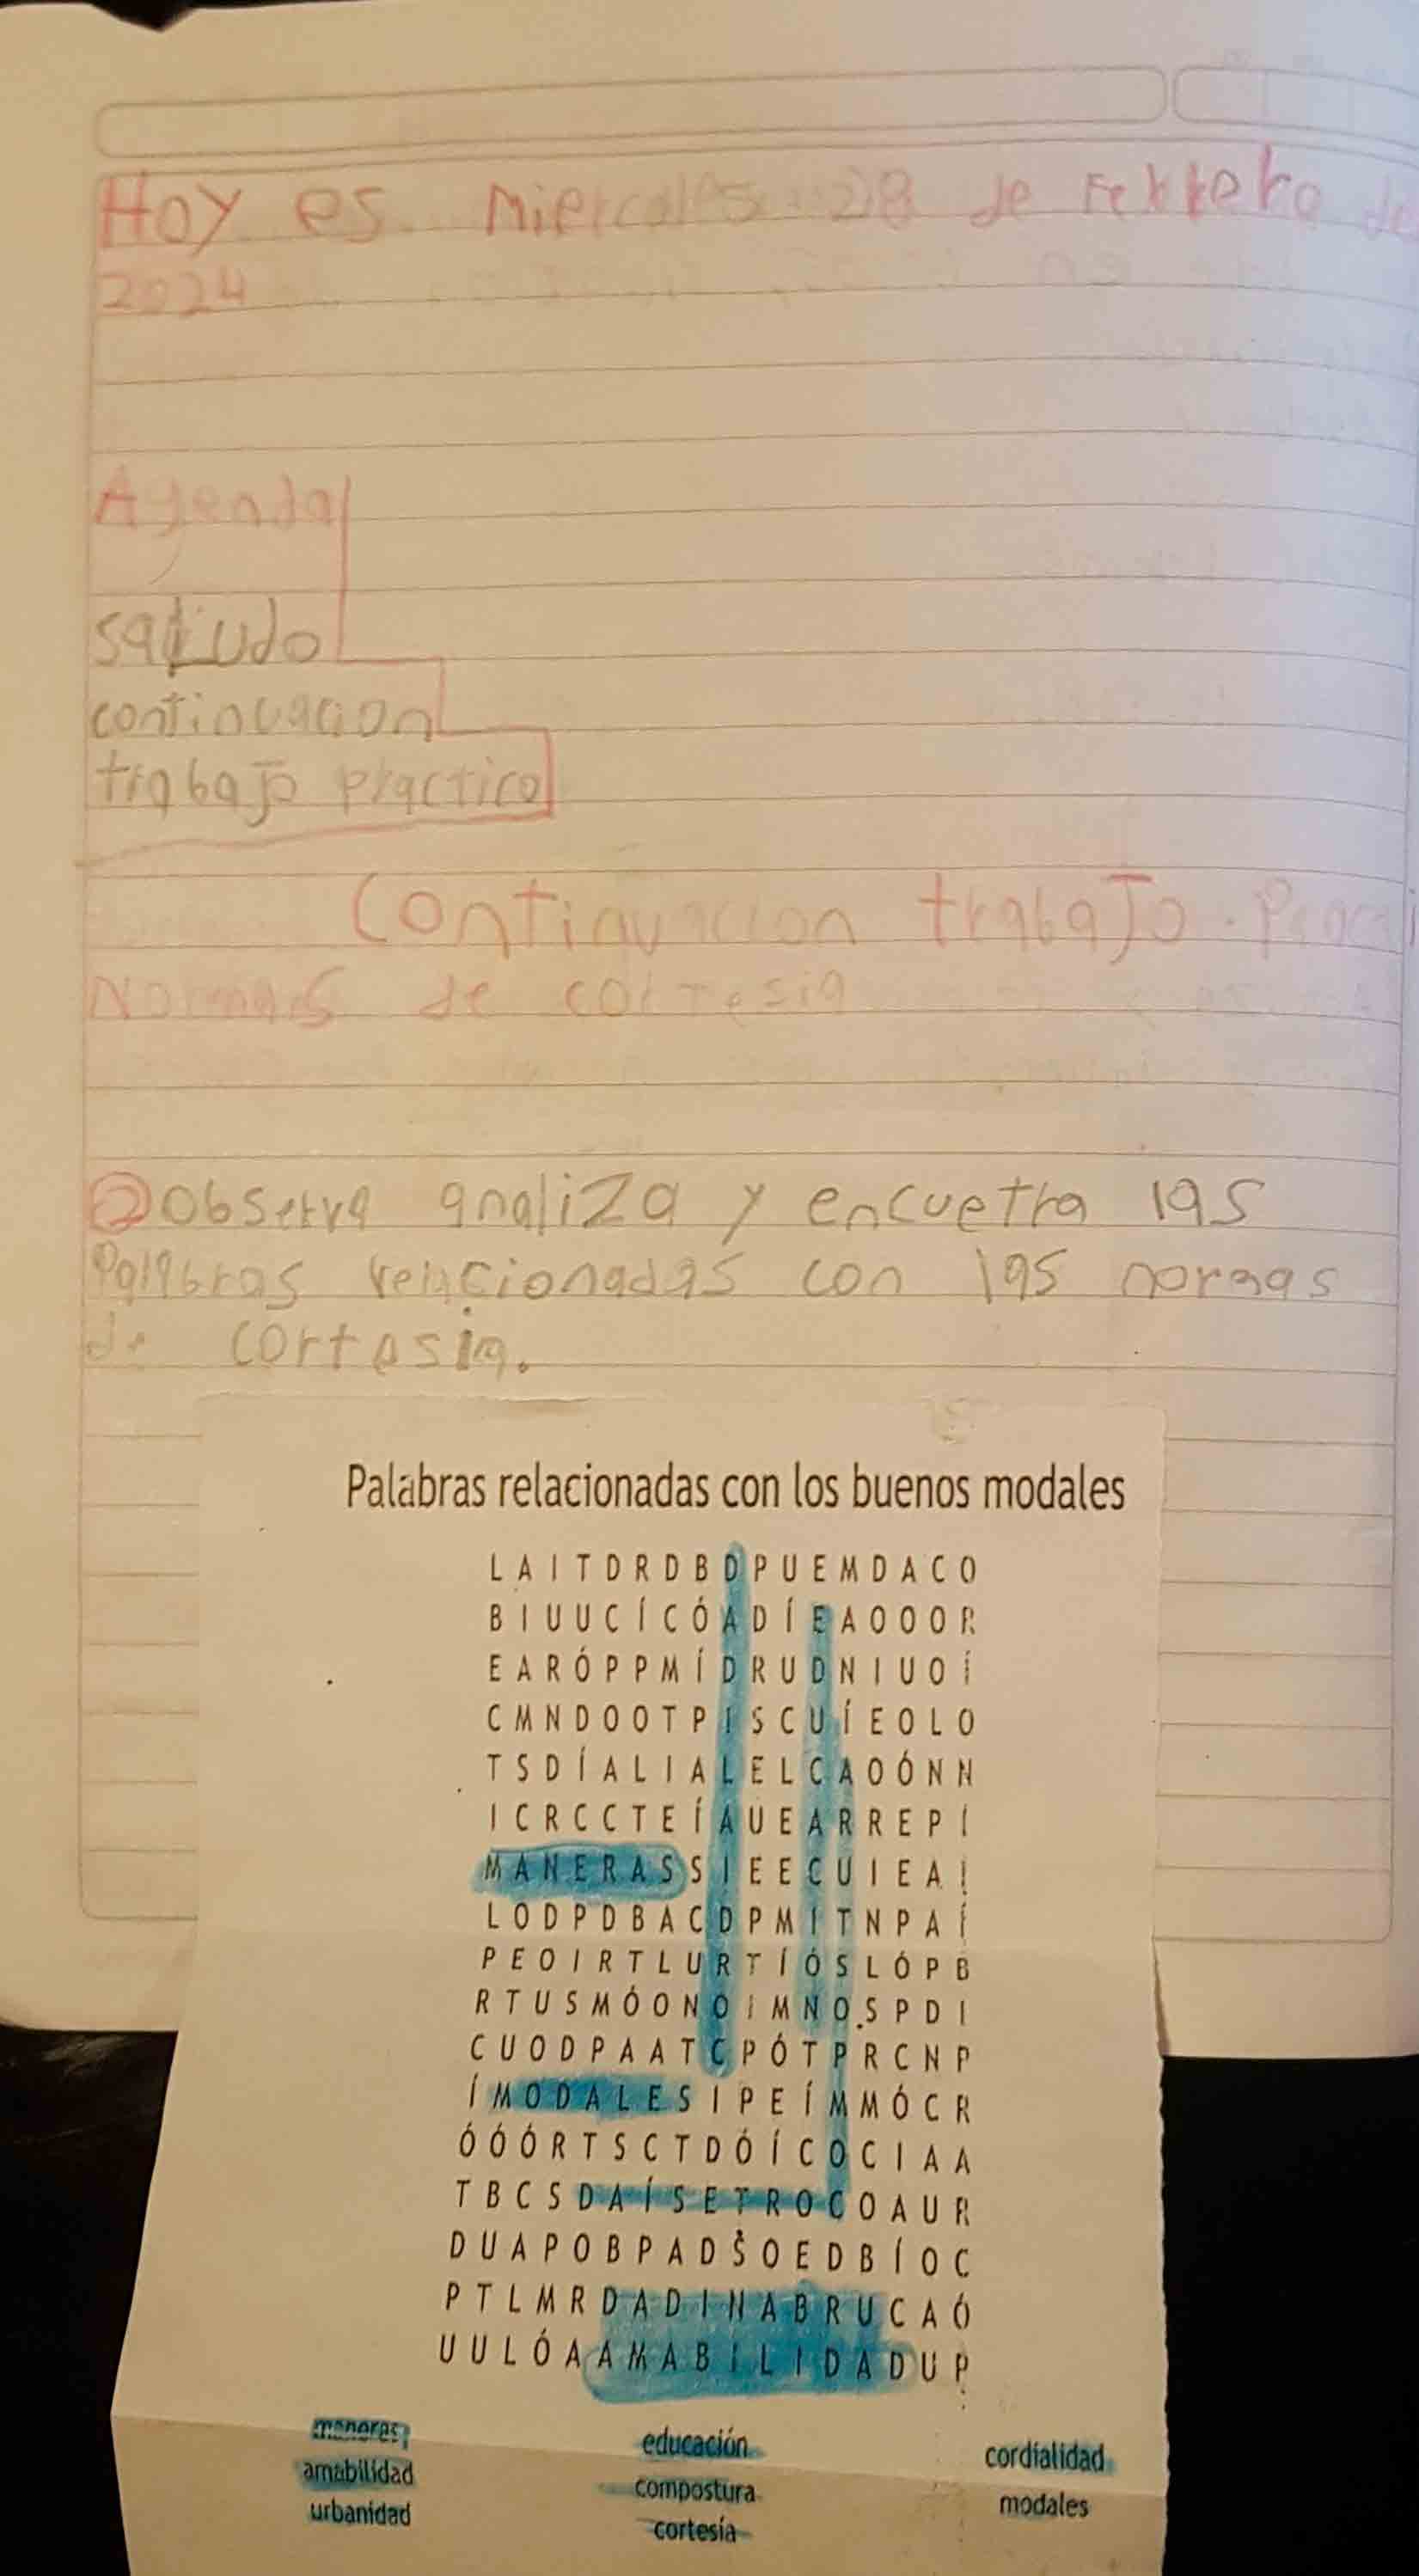 Hoy es Miercoles 28 de Febrero de
2024
Agenda
saludo
continuacion
trabajo practico
Continuacion trabajo
Normas de cortesia
2 observa analiza y encuetra las
Palabras relacionadas con las normas
de cortesia.
Palabras relacionadas con los buenos modales
L A I T D R D B D P U E M D A C O
B I U U C Í C Ó A D Í E A O O O R
E A R Ó P P M Í D R U D N I U O Í
C M N D O O T P I S C U Í E O L O
T S D Í A L I A L E L C A O Ó N N
I C R C C T E Í A U E A R R E P Í
M A N E R A S S I E E C U I E A I
L O D P D B A C D P M I T N P A Í
P E O I R T L U R T Í Ó S L Ó P B
R T U S M Ó O N O I M N O S P D I
C U O D P A A T C P Ó T P R C N P
Í M O D A L E S I P E Í M M Ó C R
Ó Ó Ó R T S C T D Ó Í C O C I A A
T B C S D A Í S E T R O C O A U R
D U A P O B P A D S O E D B Í O C
P T L M R D A D I N A B R U C A Ó
U U L Ó A A M A B I L I D A D U P
maneras educación cordialidad
amabilidad compostura modales
urbanidad cortesía